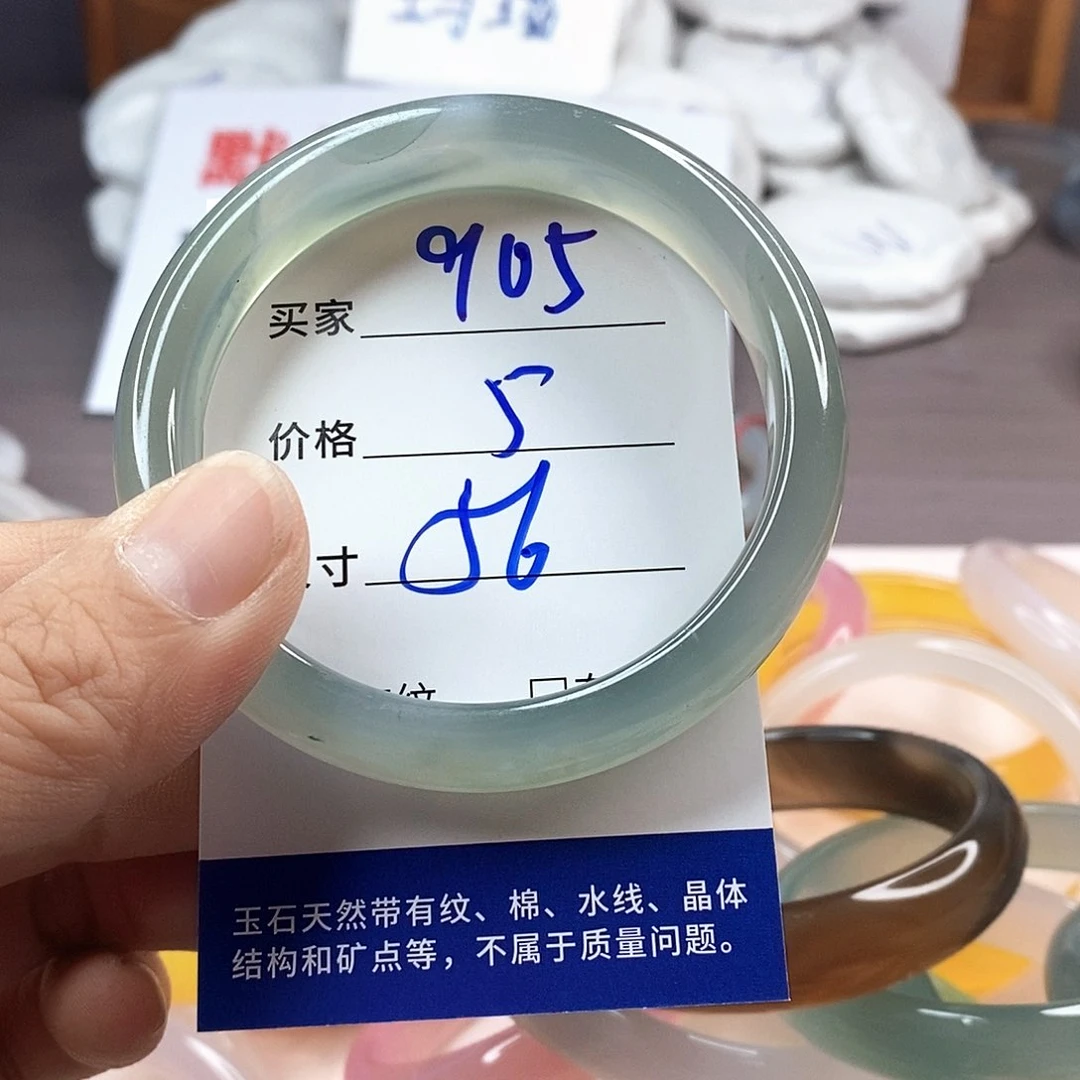 买家 905
价格 5
寸 56
纹 □
玉石天然带有纹、棉、水线、晶体
结构和矿点等，不属于质量问题。